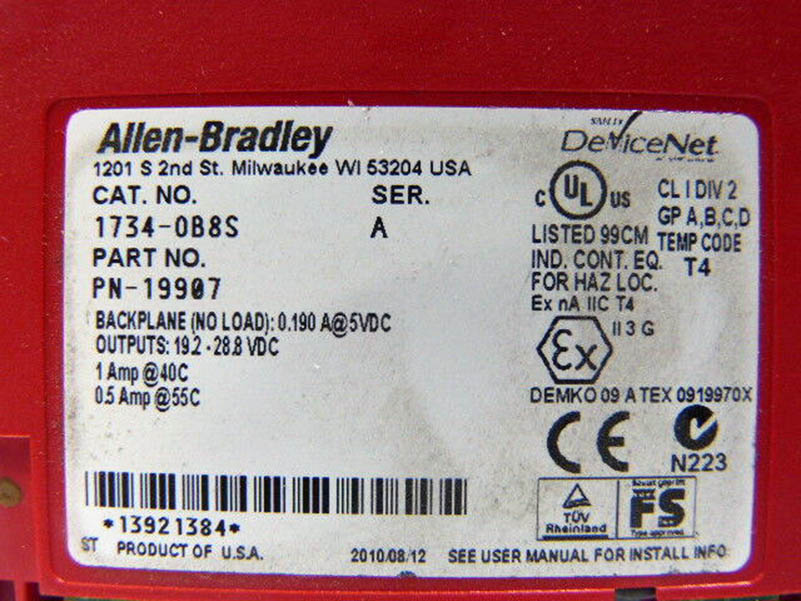 Allen-Bradley
1201 S 2nd St. Milwaukee WI 53204 USA
CAT. NO. SER.
1734-OB8S A
PART NO.
PN-19907
BACKPLANE (NO LOAD): 0.190 A@5VDC
OUTPUTS: 19.2 - 28.8 VDC
1 Amp @40C
0.5 Amp @55C
*13921384*
ST PRODUCT OF U.S.A. 2010/08/12 SEE USER MANUAL FOR INSTALL INFO.
SAFETY
DeviceNet
C UL US
CL I DIV 2
GP A,B,C,D
TEMP CODE
T4
LISTED 99CM
IND. CONT. EQ.
FOR HAZ LOC.
Ex nA IIC T4
Ex II 3 G
DEMKO 09 ATEX 0919970X
CE
N223
TÜV
Rheinland
FS
Type approved